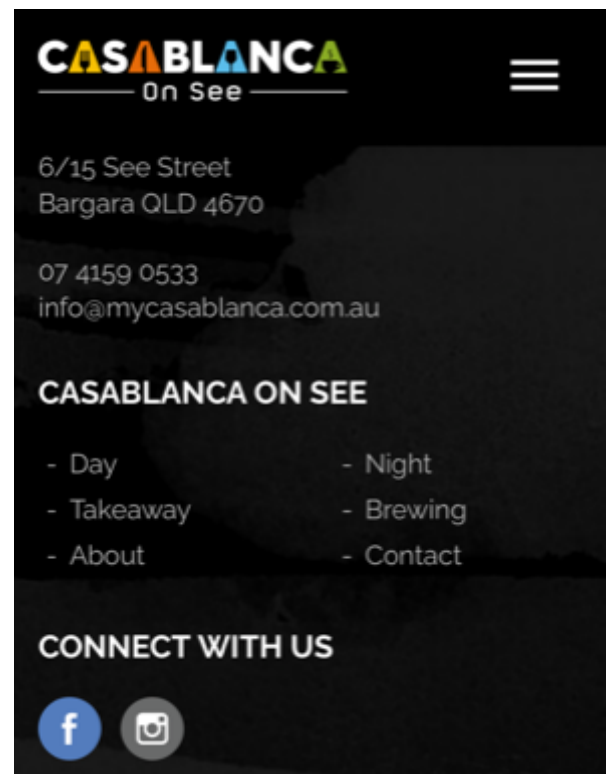 CASABLANCA
On See
6/15 See Street
Bargara QLD 4670
07 4159 0533
info@mycasablanca.com.au
CASABLANCA ON SEE
- Day
- Night
- Takeaway
- Brewing
- About
- Contact
CONNECT WITH US
f